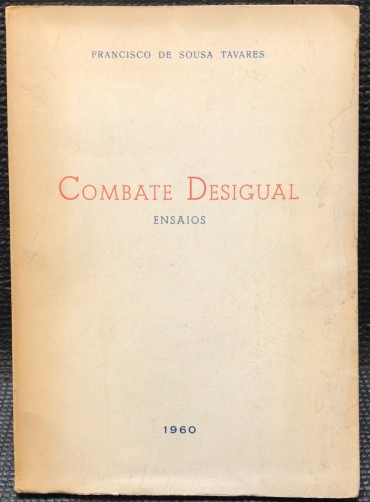 FRANCISCO DE SOUSA TAVARES
COMBATE DESIGUAL
ENSAIOS
1960